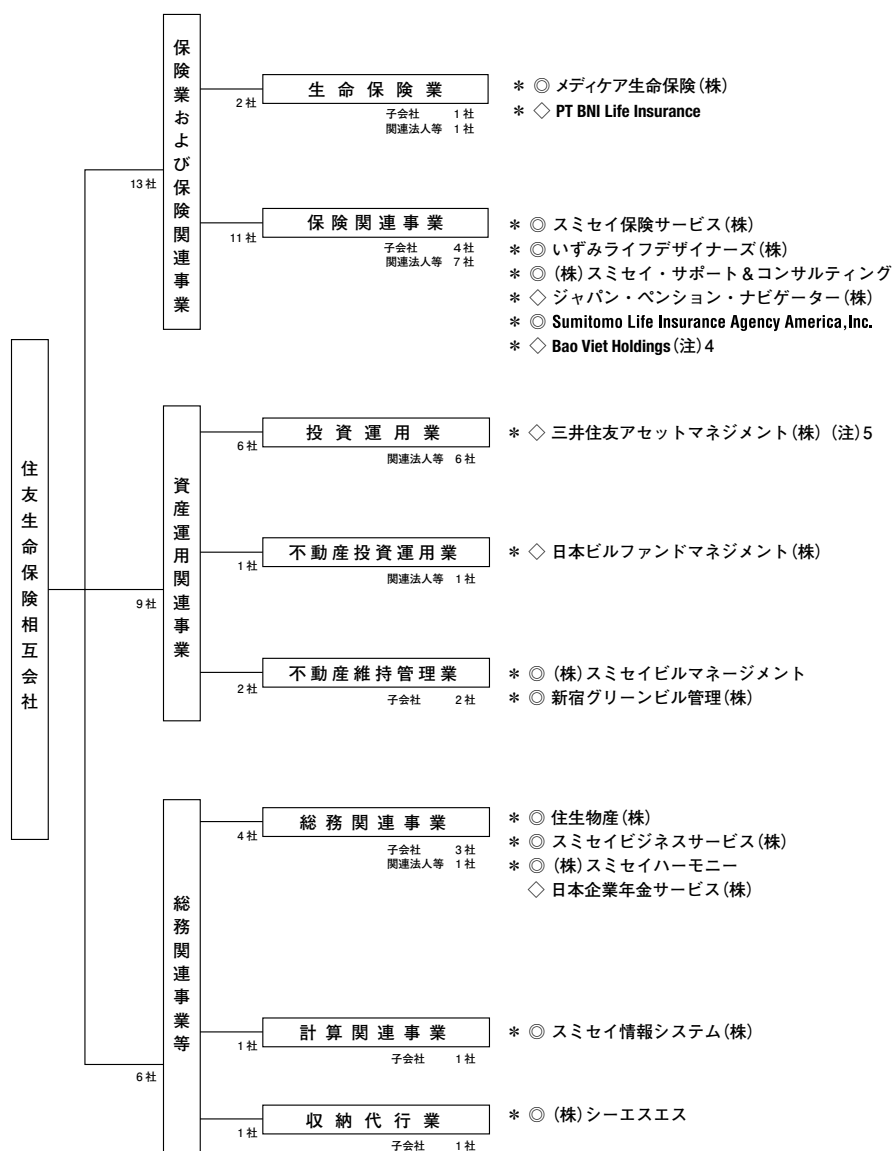 住友生命保険相互会社
13社
保険業および保険関連事業
2社
生命保険業
子会社 1社
関連法人等 1社
＊ ◎ メディケア生命保険(株)
＊ ◇ PT BNI Life Insurance
11社
保険関連事業
子会社 4社
関連法人等 7社
＊ ◎ スミセイ保険サービス(株)
＊ ◎ いずみライフデザイナーズ(株)
＊ ◎ (株)スミセイ・サポート＆コンサルティング
＊ ◇ ジャパン・ペンション・ナビゲーター(株)
＊ ◎ Sumitomo Life Insurance Agency America,Inc.
＊ ◇ Bao Viet Holdings(注)4
9社
資産運用関連事業
6社
投資運用業
関連法人等 6社
＊ ◇ 三井住友アセットマネジメント(株) (注)5
1社
不動産投資運用業
関連法人等 1社
＊ ◇ 日本ビルファンドマネジメント(株)
2社
不動産維持管理業
子会社 2社
＊ ◎ (株)スミセイビルマネージメント
＊ ◎ 新宿グリーンビル管理(株)
6社
総務関連事業等
4社
総務関連事業
子会社 3社
関連法人等 1社
＊ ◎ 住生物産(株)
＊ ◎ スミセイビジネスサービス(株)
＊ ◎ (株)スミセイハーモニー
◇ 日本企業年金サービス(株)
1社
計算関連事業
子会社 1社
＊ ◎ スミセイ情報システム(株)
1社
収納代行業
子会社 1社
＊ ◎ (株)シーエスエス